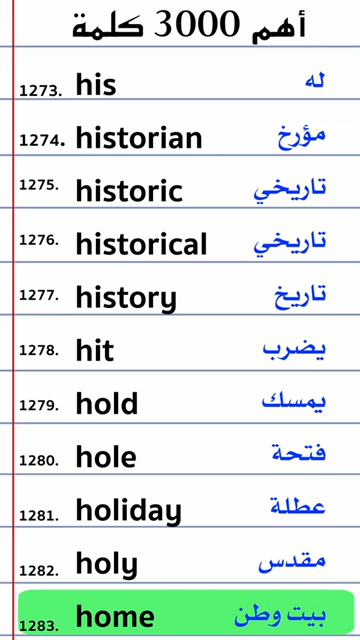 أهم 3000 كلمة
1273. his له
1274. historian مؤرخ
1275. historic تاريخي
1276. historical تاريخي
1277. history تاريخ
1278. hit يضرب
1279. hold يمسك
1280. hole فتحة
1281. holiday عطلة
1282. holy مقدس
1283. home بيت وطن